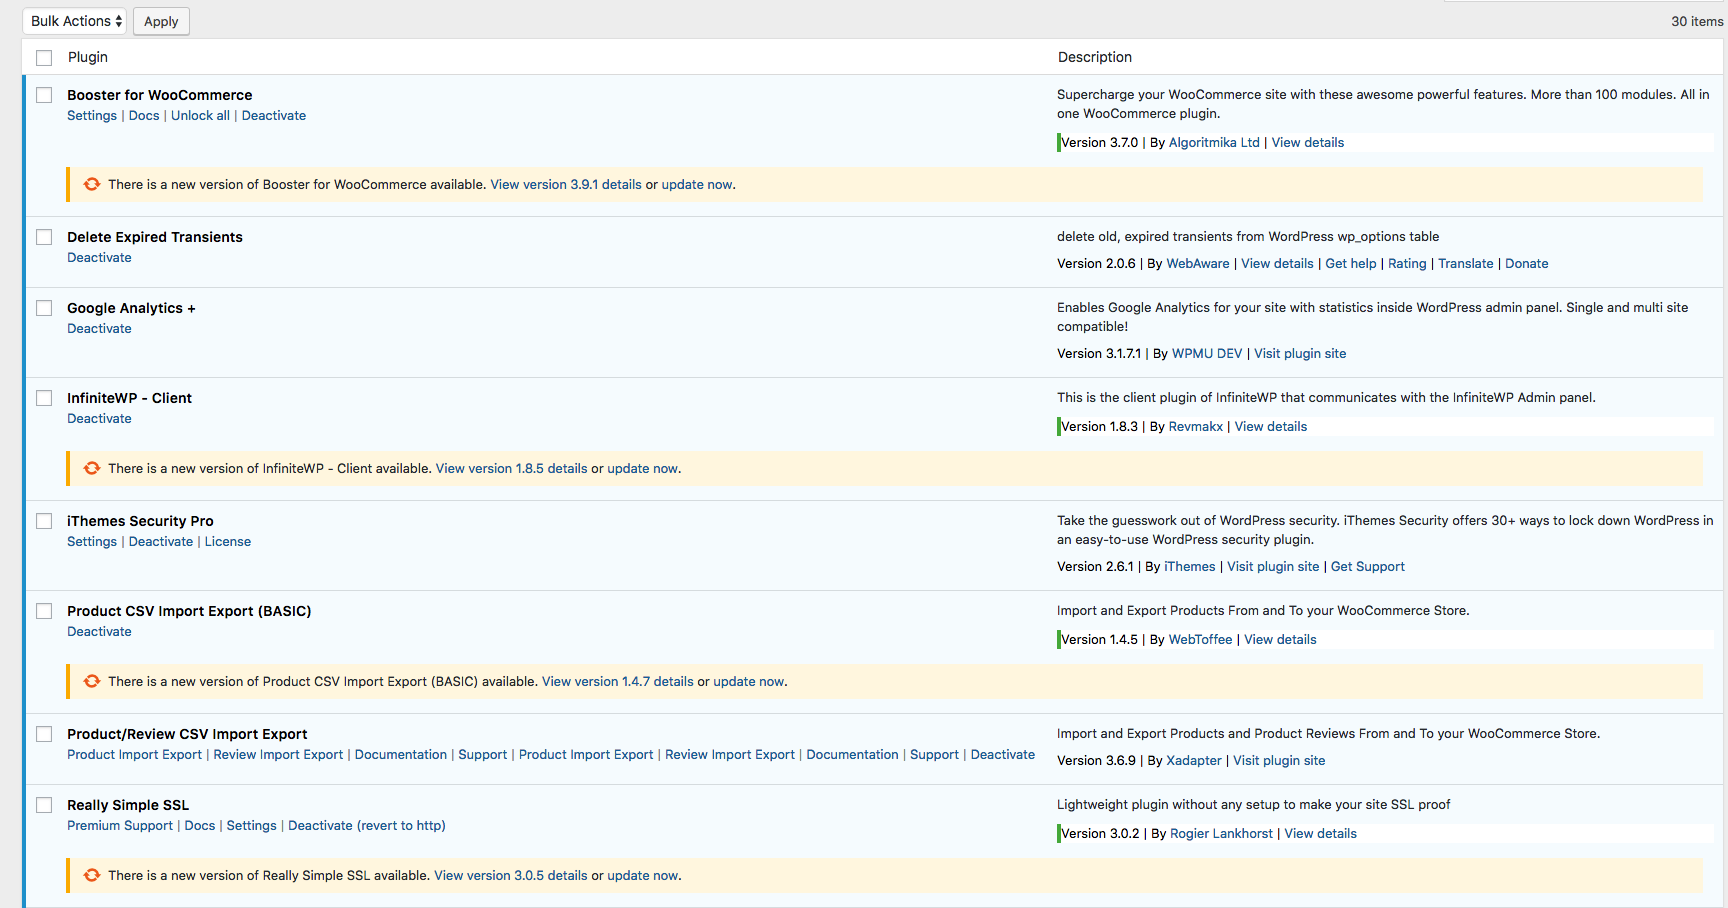 Bulk Actions Apply 30 items
Plugin Description
Booster for WooCommerce
Settings | Docs | Unlock all | Deactivate
Supercharge your WooCommerce site with these awesome powerful features. More than 100 modules. All in
one WooCommerce plugin.
Version 3.7.0 | By Algoritmika Ltd | View details
There is a new version of Booster for WooCommerce available. View version 3.9.1 details or update now.
Delete Expired Transients
Deactivate
delete old, expired transients from WordPress wp_options table
Version 2.0.6 | By WebAware | View details | Get help | Rating | Translate | Donate
Google Analytics +
Deactivate
Enables Google Analytics for your site with statistics inside WordPress admin panel. Single and multi site
compatible!
Version 3.1.7.1 | By WPMU DEV | Visit plugin site
InfiniteWP - Client
Deactivate
This is the client plugin of InfiniteWP that communicates with the InfiniteWP Admin panel.
Version 1.8.3 | By Revmakx | View details
There is a new version of InfiniteWP - Client available. View version 1.8.5 details or update now.
iThemes Security Pro
Settings | Deactivate | License
Take the guesswork out of WordPress security. iThemes Security offers 30+ ways to lock down WordPress in
an easy-to-use WordPress security plugin.
Version 2.6.1 | By iThemes | Visit plugin site | Get Support
Product CSV Import Export (BASIC)
Deactivate
Import and Export Products From and To your WooCommerce Store.
Version 1.4.5 | By WebToffee | View details
There is a new version of Product CSV Import Export (BASIC) available. View version 1.4.7 details or update now.
Product/Review CSV Import Export
Product Import Export | Review Import Export | Documentation | Support | Product Import Export | Review Import Export | Documentation | Support | Deactivate
Import and Export Products and Product Reviews From and To your WooCommerce Store.
Version 3.6.9 | By Xadapter | Visit plugin site
Really Simple SSL
Premium Support | Docs | Settings | Deactivate (revert to http)
Lightweight plugin without any setup to make your site SSL proof
Version 3.0.2 | By Rogier Lankhorst | View details
There is a new version of Really Simple SSL available. View version 3.0.5 details or update now.